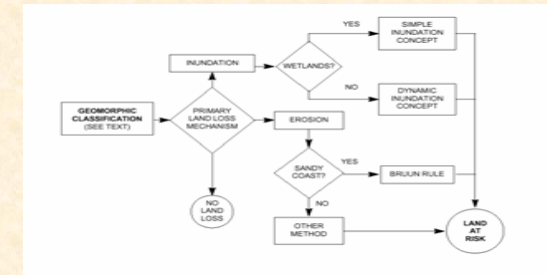 YES
SIMPLE
INUNDATION
CONCEPT
INUNDATION
WETLANDS?
NO
DYNAMIC
INUNDATION
CONCEPT
GEOMORPHIC
CLASSIFICATION
(SEE TEXT)
PRIMARY
LAND LOSS
MECHANISM
EROSION
SANDY
COAST?
YES
BRUUN RULE
NO
LAND
LOSS
NO
OTHER
METHOD
LAND
AT
RISK